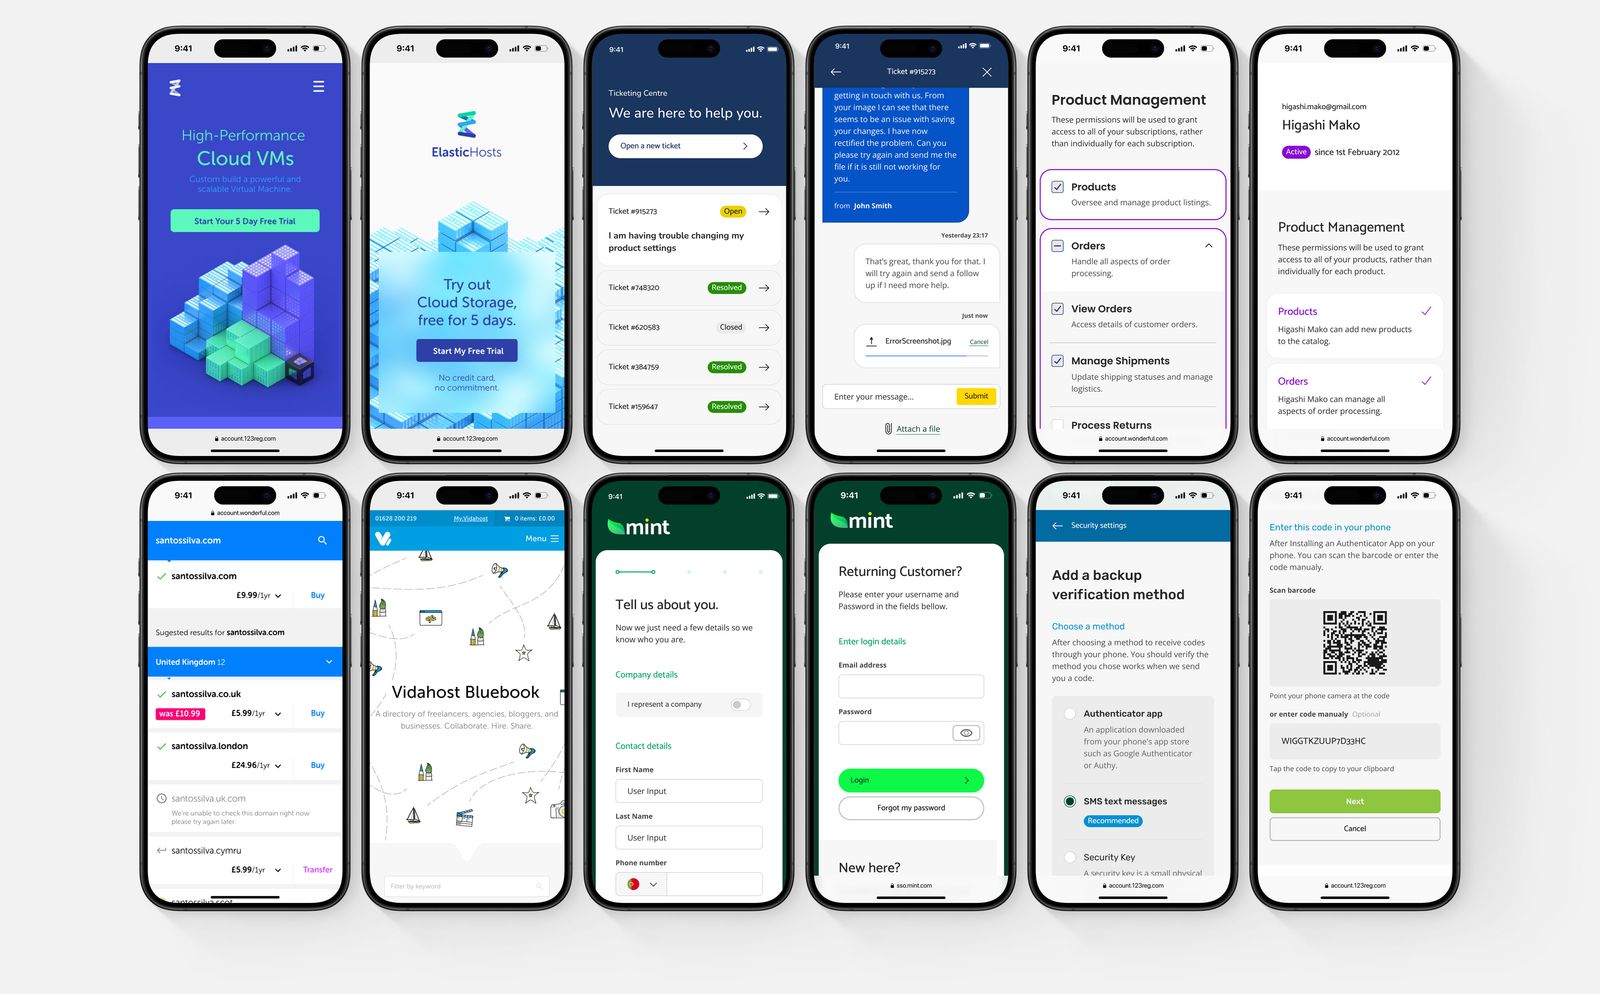 9:41
High-Performance
Cloud VMs
Custom build a powerful and
scalable Virtual Machine.
Start Your 5 Day Free Trial
account.123reg.com
9:41
ElasticHosts
Try out
Cloud Storage,
free for 5 days.
Start My Free Trial
No credit card,
no commitment.
account.123reg.com
9:41
Ticketing Centre
We are here to help you.
Open a new ticket
Ticket #915273
Open
I am having trouble changing my
product settings
Ticket #748320
Resolved
Ticket #620583
Closed
Ticket #384759
Resolved
Ticket #159647
Resolved
9:41
Ticket #915273
getting in touch with us. From
your image I can see that there
seems to be an issue with saving
your changes. I have now
rectified the problem. Can you
please try again and send me the
file if it is still not working for
you.
from John Smith
Yesterday 23:17
That's great, thank you for that. I
will try again and send a follow
up if I need more help.
Just now
ErrorScreenshot.jpg
Cancel
Enter your message...
Submit
Attach a file
9:41
Product Management
These permissions will be used to grant
access to all of your subscriptions, rather
than individually for each subscription.
Products
Oversee and manage product listings.
Orders
Handle all aspects of order
processing.
View Orders
Access details of customer orders.
Manage Shipments
Update shipping statuses and manage
logistics.
Process Returns
account.wonderful.com
9:41
higashi.mako@gmail.com
Higashi Mako
Active since 1st February 2012
Product Management
These permissions will be used to grant
access to all of your products, rather than
individually for each product.
Products
Higashi Mako can add new products
to the catalog.
Orders
Higashi Mako can manage all
aspects of order processing.
account.wonderful.com
9:41
account.wonderful.com
santossilva.com
santossilva.com
£9.99/1yr
Buy
Sugested results for santossilva.com
United Kingdom 12
santossilva.co.uk
was £10.99
£5.99/1yr
Buy
santossilva.london
£24.96/1yr
Buy
santossilva.uk.com
We're unable to check this domain right now
please try again later.
santossilva.cymru
£5.99/1yr
Transfer
santossilva.scot
9:41
01628 200 219
My.Vidahost
0 items: £0.00
Menu
Vidahost Bluebook
A directory of freelancers, agencies, bloggers, and
businesses. Collaborate. Hire. Share.
Filter by keyword
9:41
mint
Tell us about you.
Now we just need a few details so we
know who you are.
Company details
I represent a company
Contact details
First Name
User Input
Last Name
User Input
Phone number
9:41
mint
Returning Customer?
Please enter your username and
Password in the fields bellow.
Enter login details
Email address
Password
Login
Forgot my password
New here?
sso.mint.com
9:41
Security settings
Add a backup
verification method
Choose a method
After choosing a method to receive codes
through your phone. You should verify the
method you chose works when we send
you a code.
Authenticator app
An application downloaded
from your phone's app store
such as Google Authenticator
or Authy.
SMS text messages
Recommended
Security Key
A security key is a small physical
account.123reg.com
9:41
Enter this code in your phone
After Installing an Authenticator App on your
phone. You can scan the barcode or enter the
code manualy.
Scan barcode
Point your phone camera at the code
or enter code manualy Optional
WIGGTKZUUP7D33HC
Tap the code to copy to your clipboard
Next
Cancel
account.123reg.com